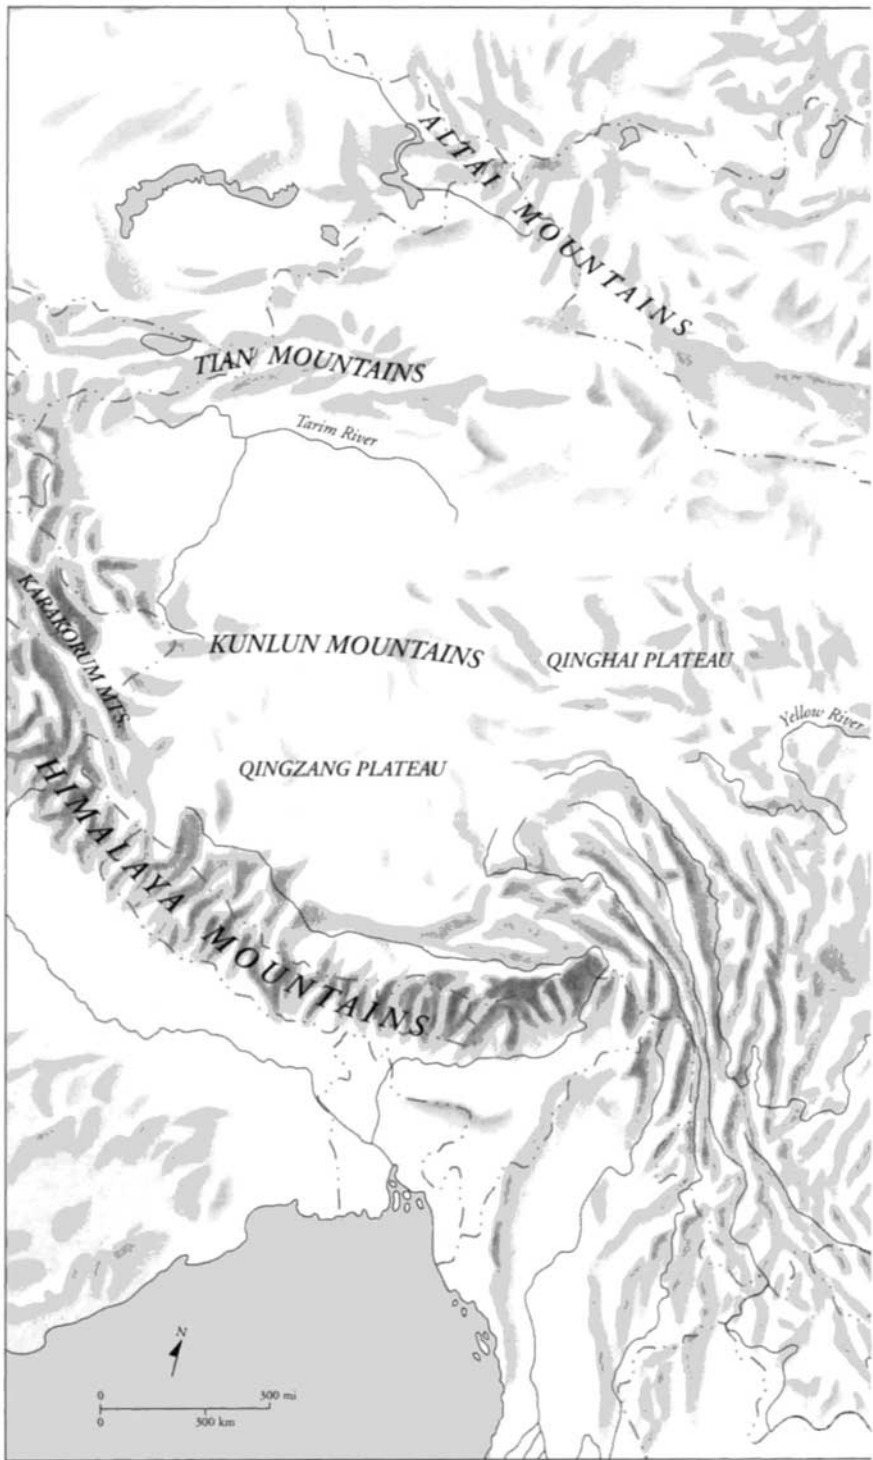 ALTAI MOUNTAINS
TIAN MOUNTAINS
Tarim River
KARAKORUM MTS.
KUNLUN MOUNTAINS
QINGHAI PLATEAU
Yellow River
QINGZANG PLATEAU
HIMALAYA MOUNTAINS
N
0 300 mi
0 300 km